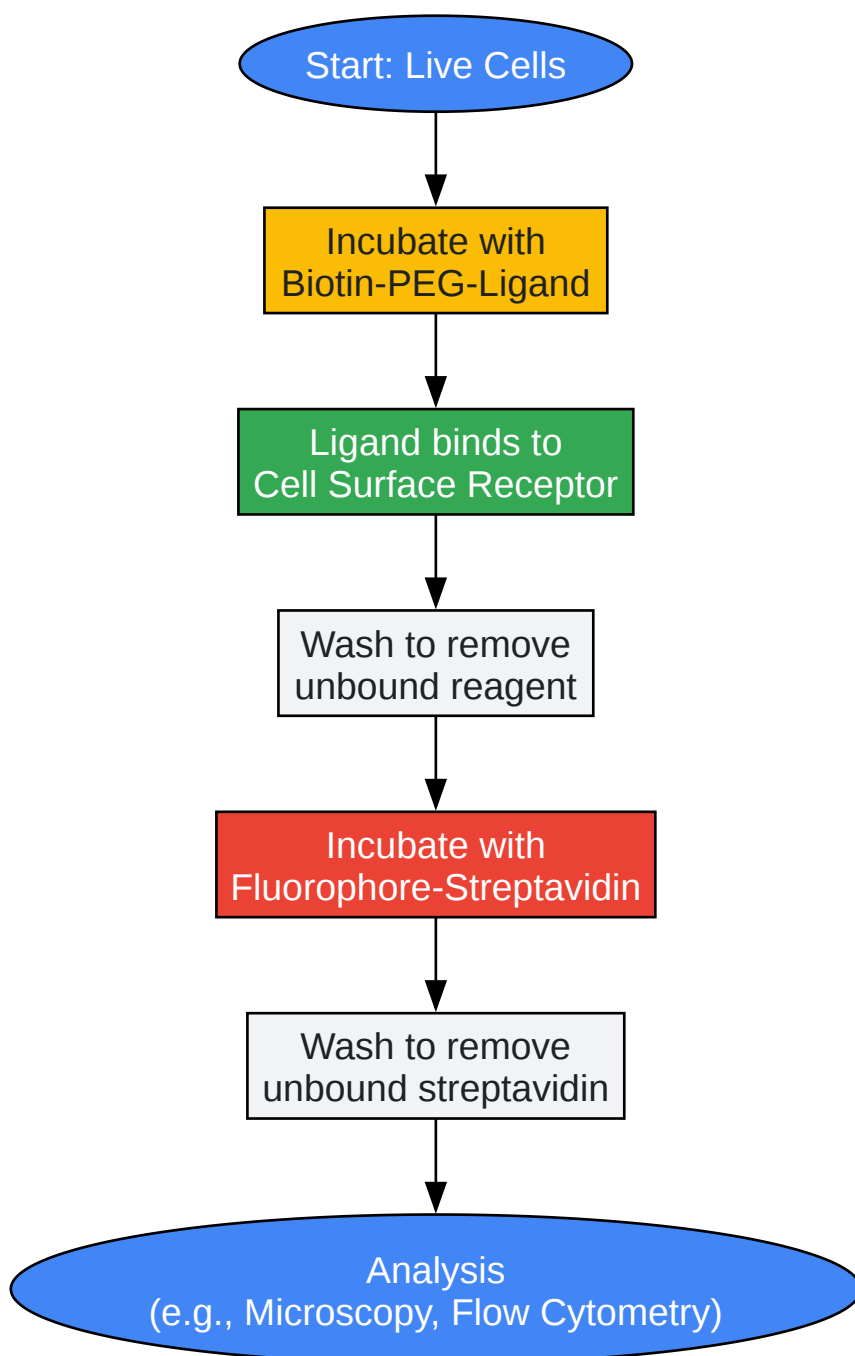 Start: Live Cells
Incubate with
Biotin-PEG-Ligand
Ligand binds to
Cell Surface Receptor
Wash to remove
unbound reagent
Incubate with
Fluorophore-Streptavidin
Wash to remove
unbound streptavidin
Analysis
(e.g., Microscopy, Flow Cytometry)